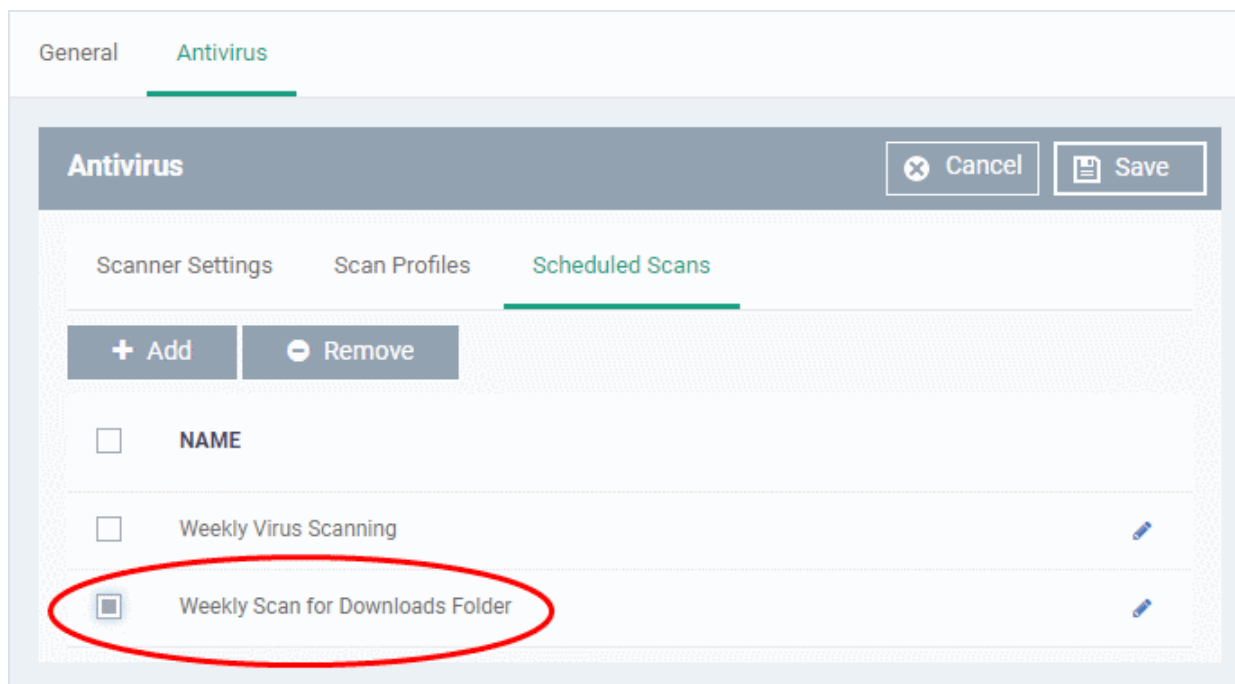 General Antivirus
Antivirus Cancel Save
Scanner Settings Scan Profiles Scheduled Scans
+ Add Remove
NAME
Weekly Virus Scanning
Weekly Scan for Downloads Folder